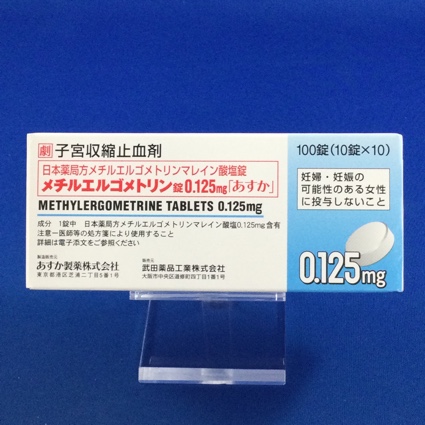 劇 子宮収縮止血剤
日本薬局方メチルエルゴメトリンマレイン酸塩錠
メチルエルゴメトリン錠0.125mg「あすか」
METHYLERGOMETRINE TABLETS 0.125mg
成分 1錠中 日本薬局方メチルエルゴメトリンマレイン酸塩0.125mg含有
注意ー医師等の処方箋により使用すること
詳細は電子添文をご参照ください
製造販売元
あすか製薬株式会社
東京都港区芝浦二丁目5番1号
販売元
武田薬品工業株式会社
大阪市中央区道修町四丁目1番1号
100錠(10錠×10)
妊婦・妊娠の
可能性のある女性
に投与しないこと
0.125mg